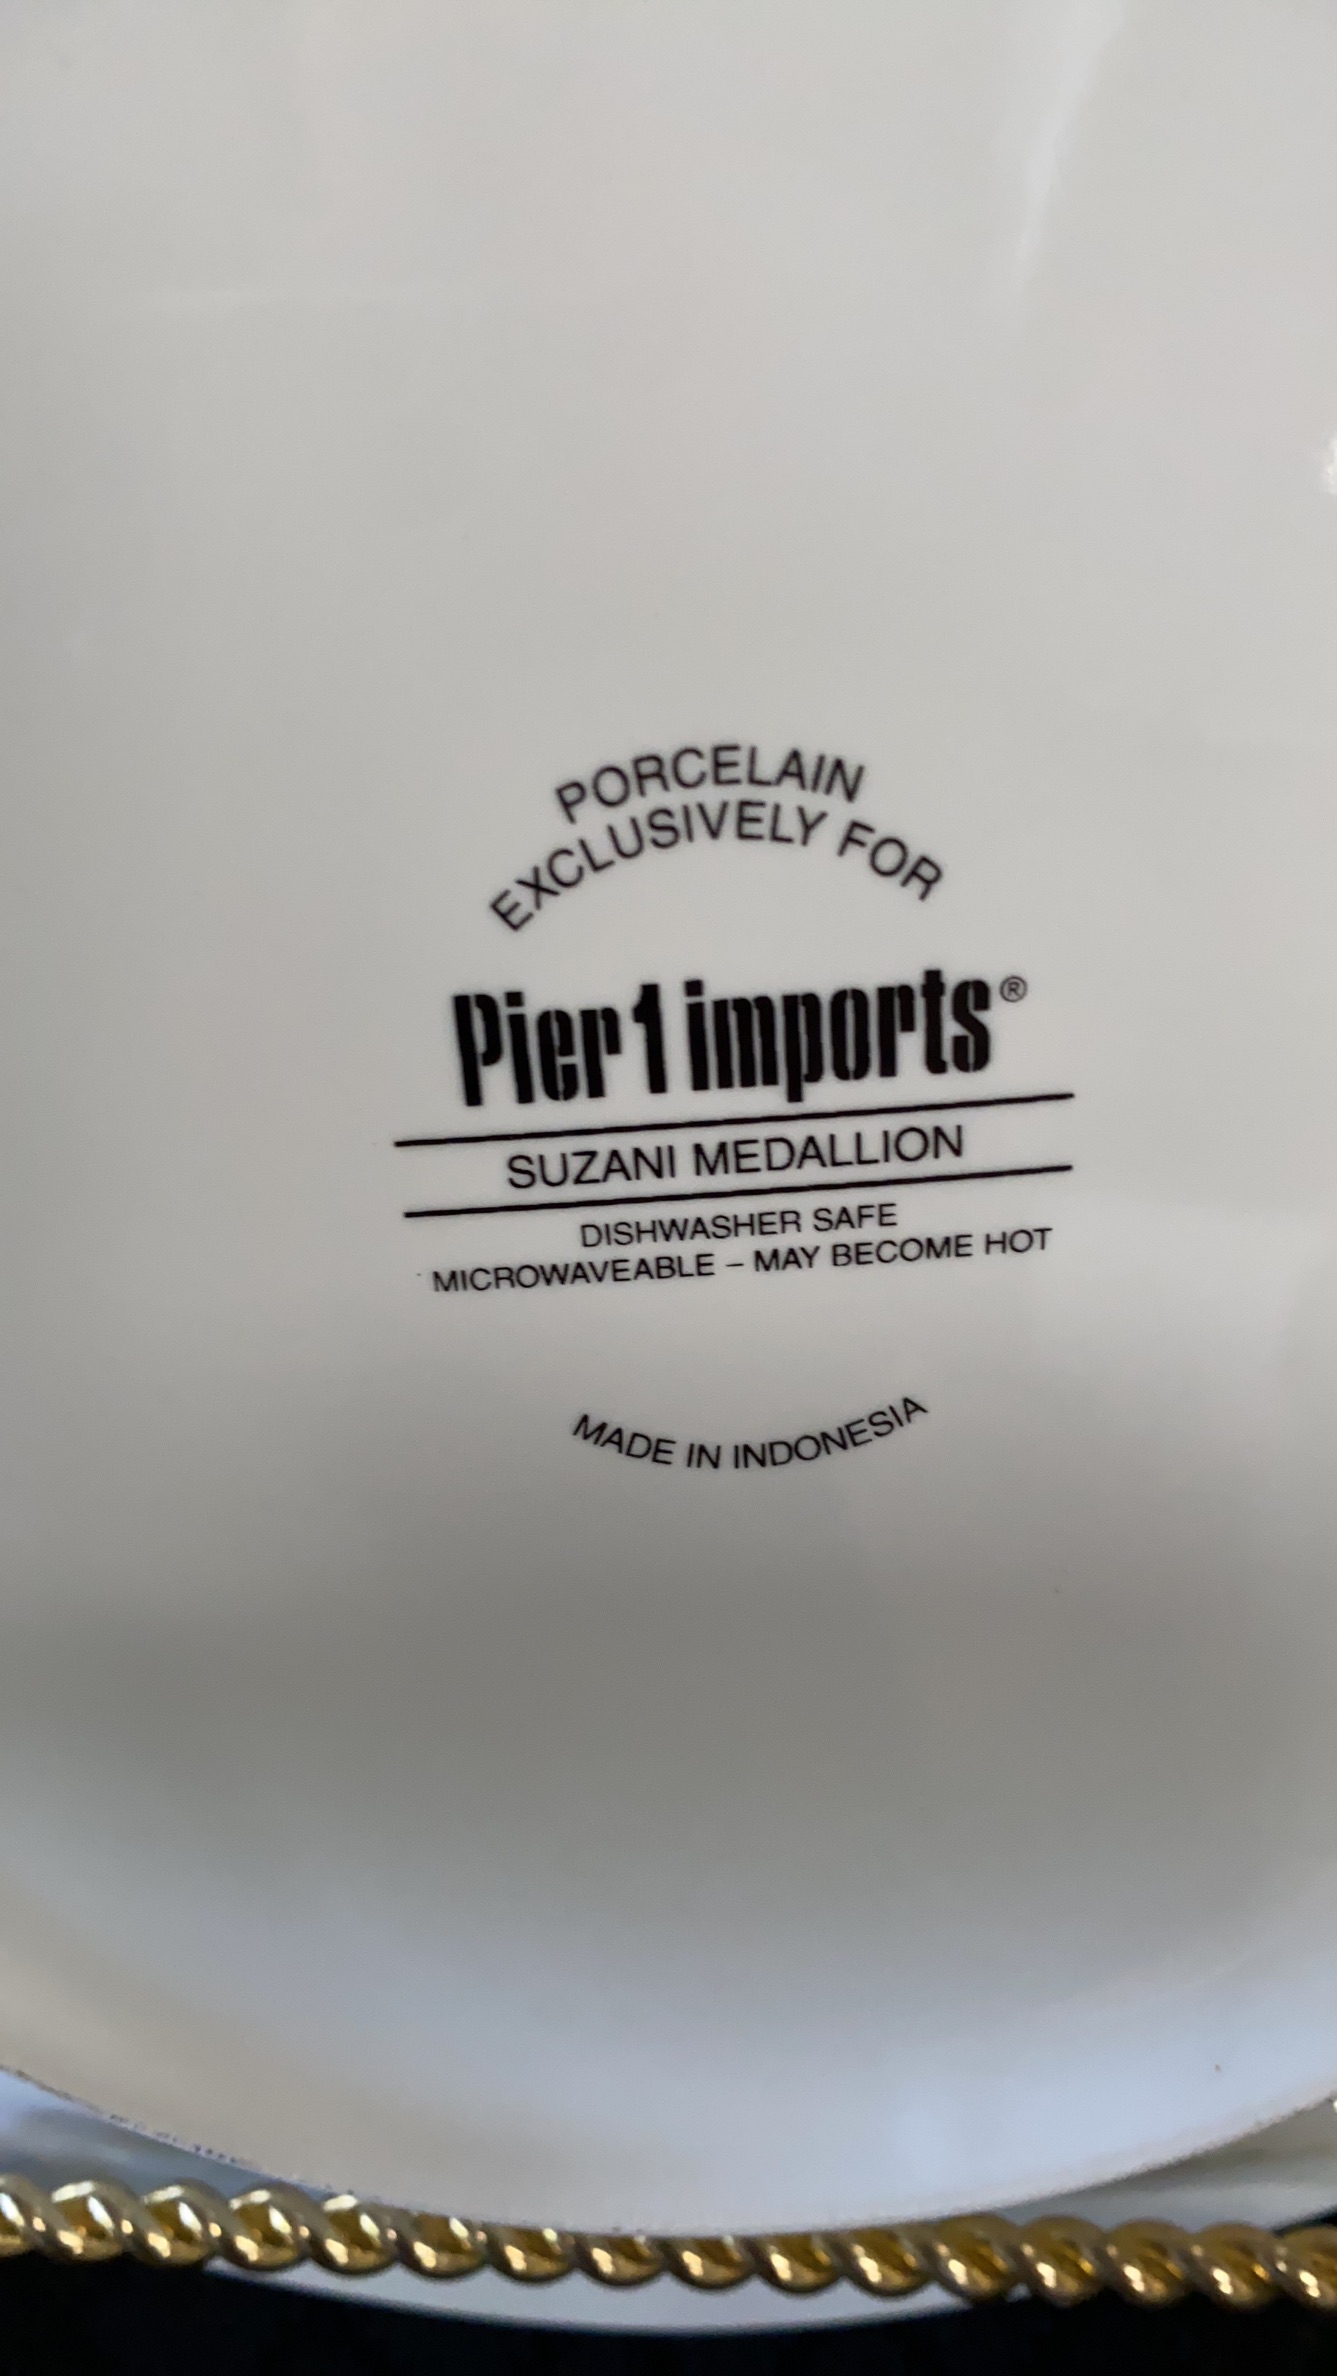 PORCELAIN
EXCLUSIVELY FOR
Pier 1 imports®
SUZANI MEDALLION
DISHWASHER SAFE
MICROWAVEABLE – MAY BECOME HOT
MADE IN INDONESIA